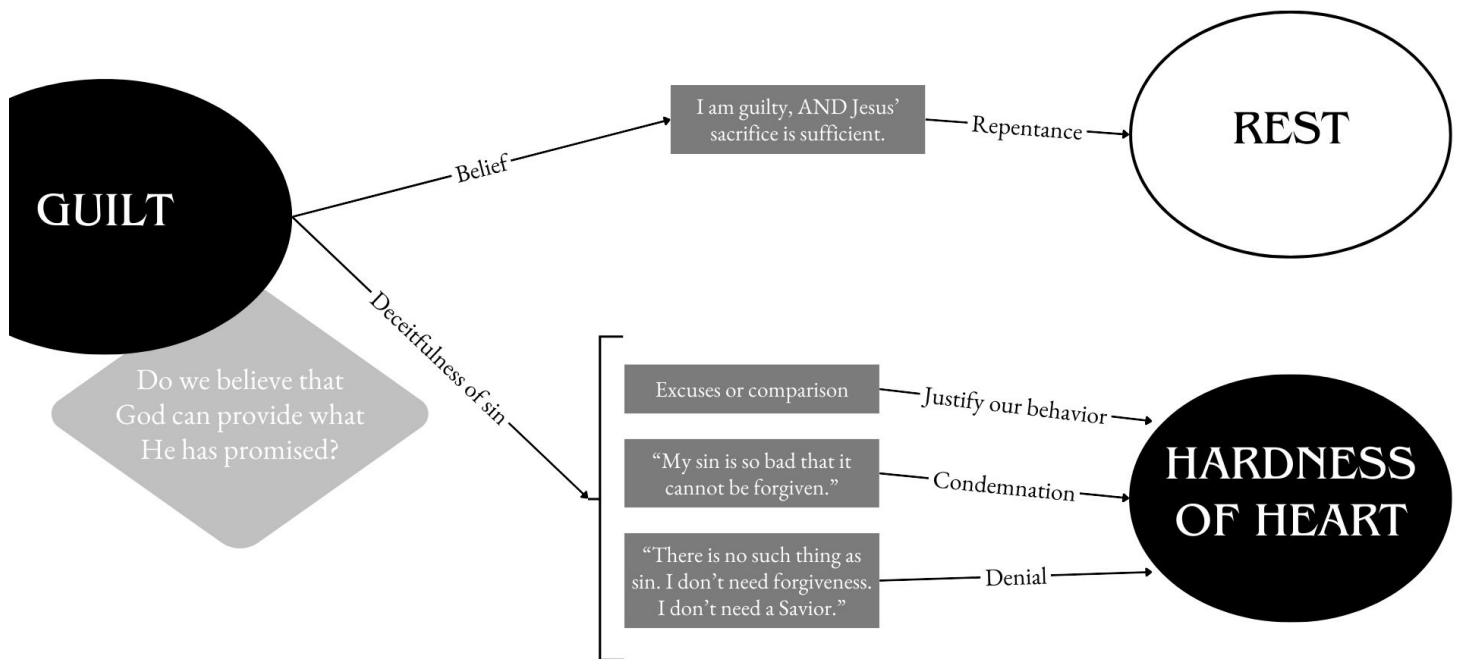 GUILT
Do we believe that
God can provide what
He has promised?
Belief
I am guilty, AND Jesus’
sacrifice is sufficient.
Repentance
REST
Deceitfulness of sin
Excuses or comparison
Justify our behavior
“My sin is so bad that it
cannot be forgiven.”
Condemnation
“There is no such thing as
sin. I don’t need forgiveness.
I don’t need a Savior.”
Denial
HARDNESS
OF HEART